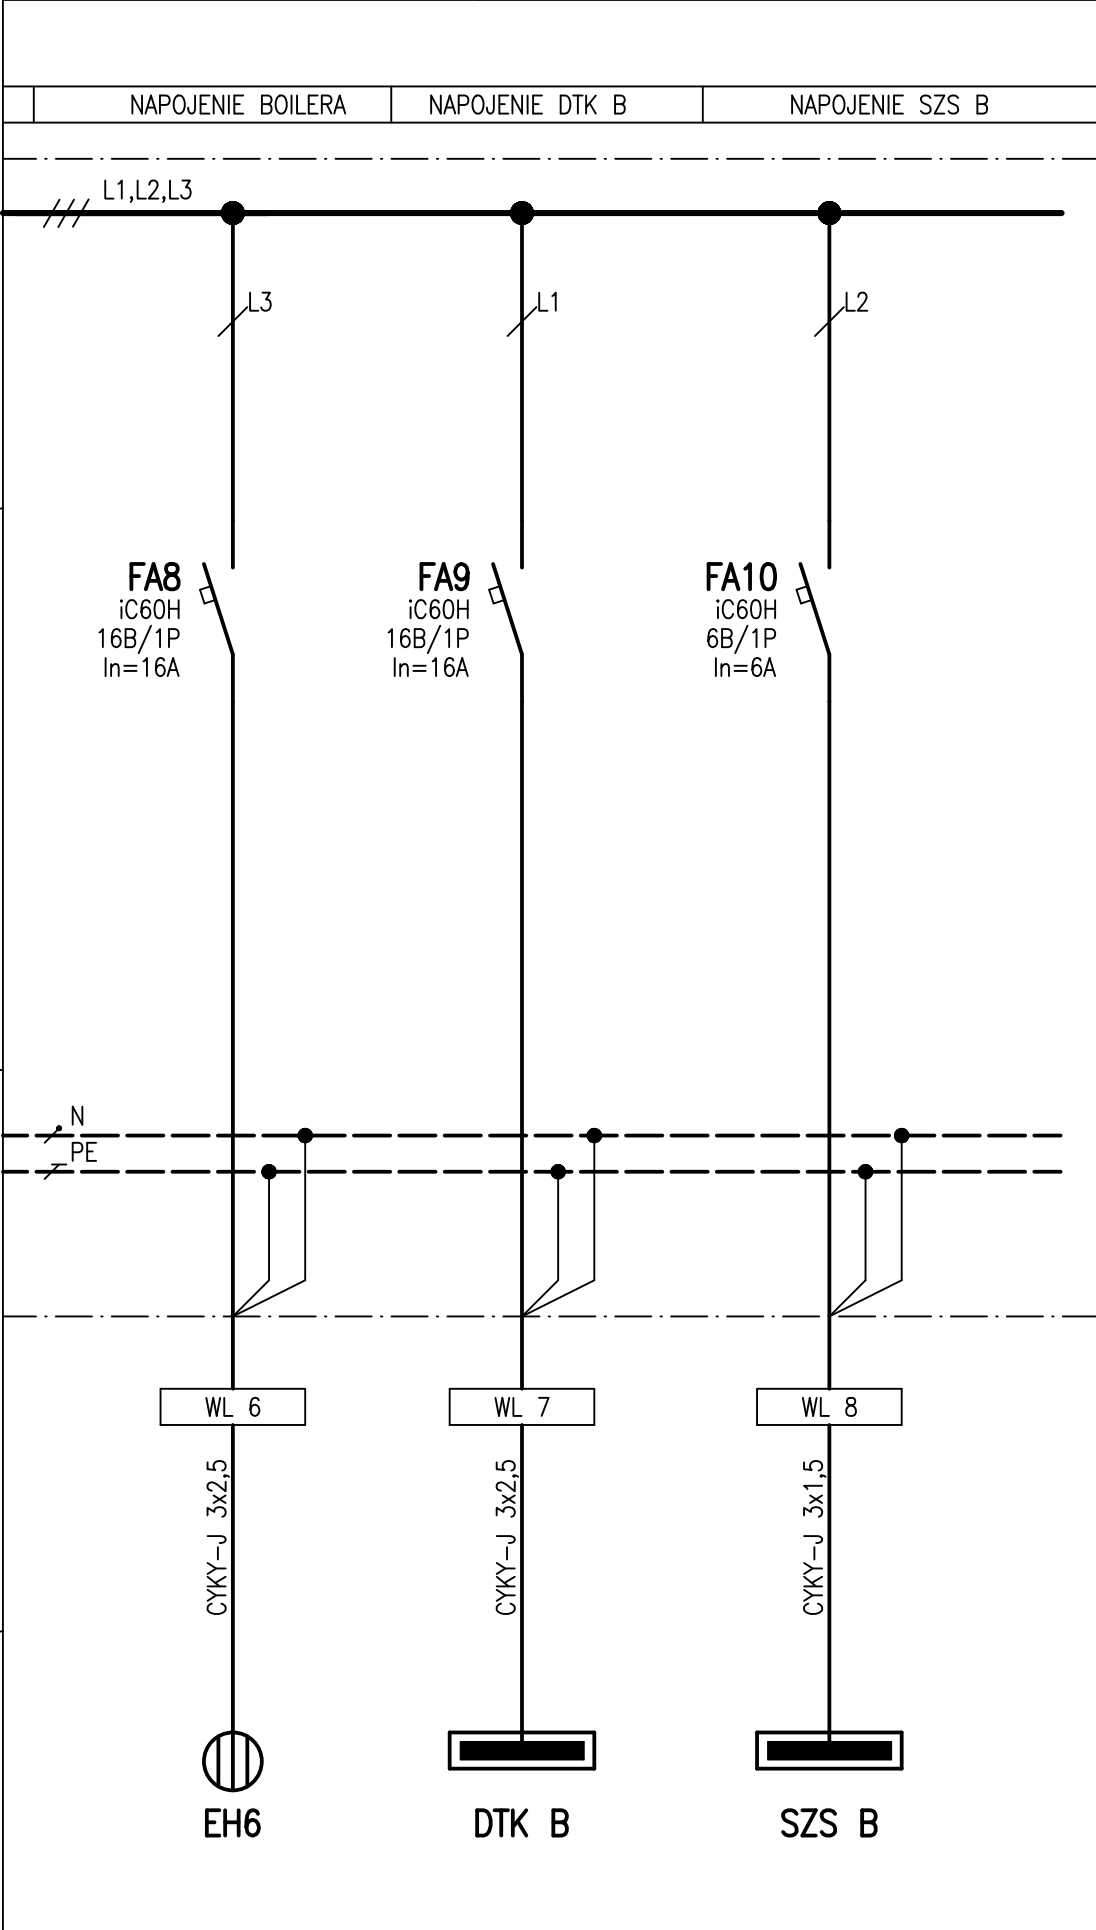 NAPOJENIE BOILERA
NAPOJENIE DTK B
NAPOJENIE SZS B
L1,L2,L3
L3
L1
L2
FA8
iC60H
16B/1P
In=16A
FA9
iC60H
16B/1P
In=16A
FA10
iC60H
6B/1P
In=6A
N
PE
WL 6
WL 7
WL 8
CYKY-J 3x2,5
CYKY-J 3x2,5
CYKY-J 3x1,5
EH6
DTK B
SZS B